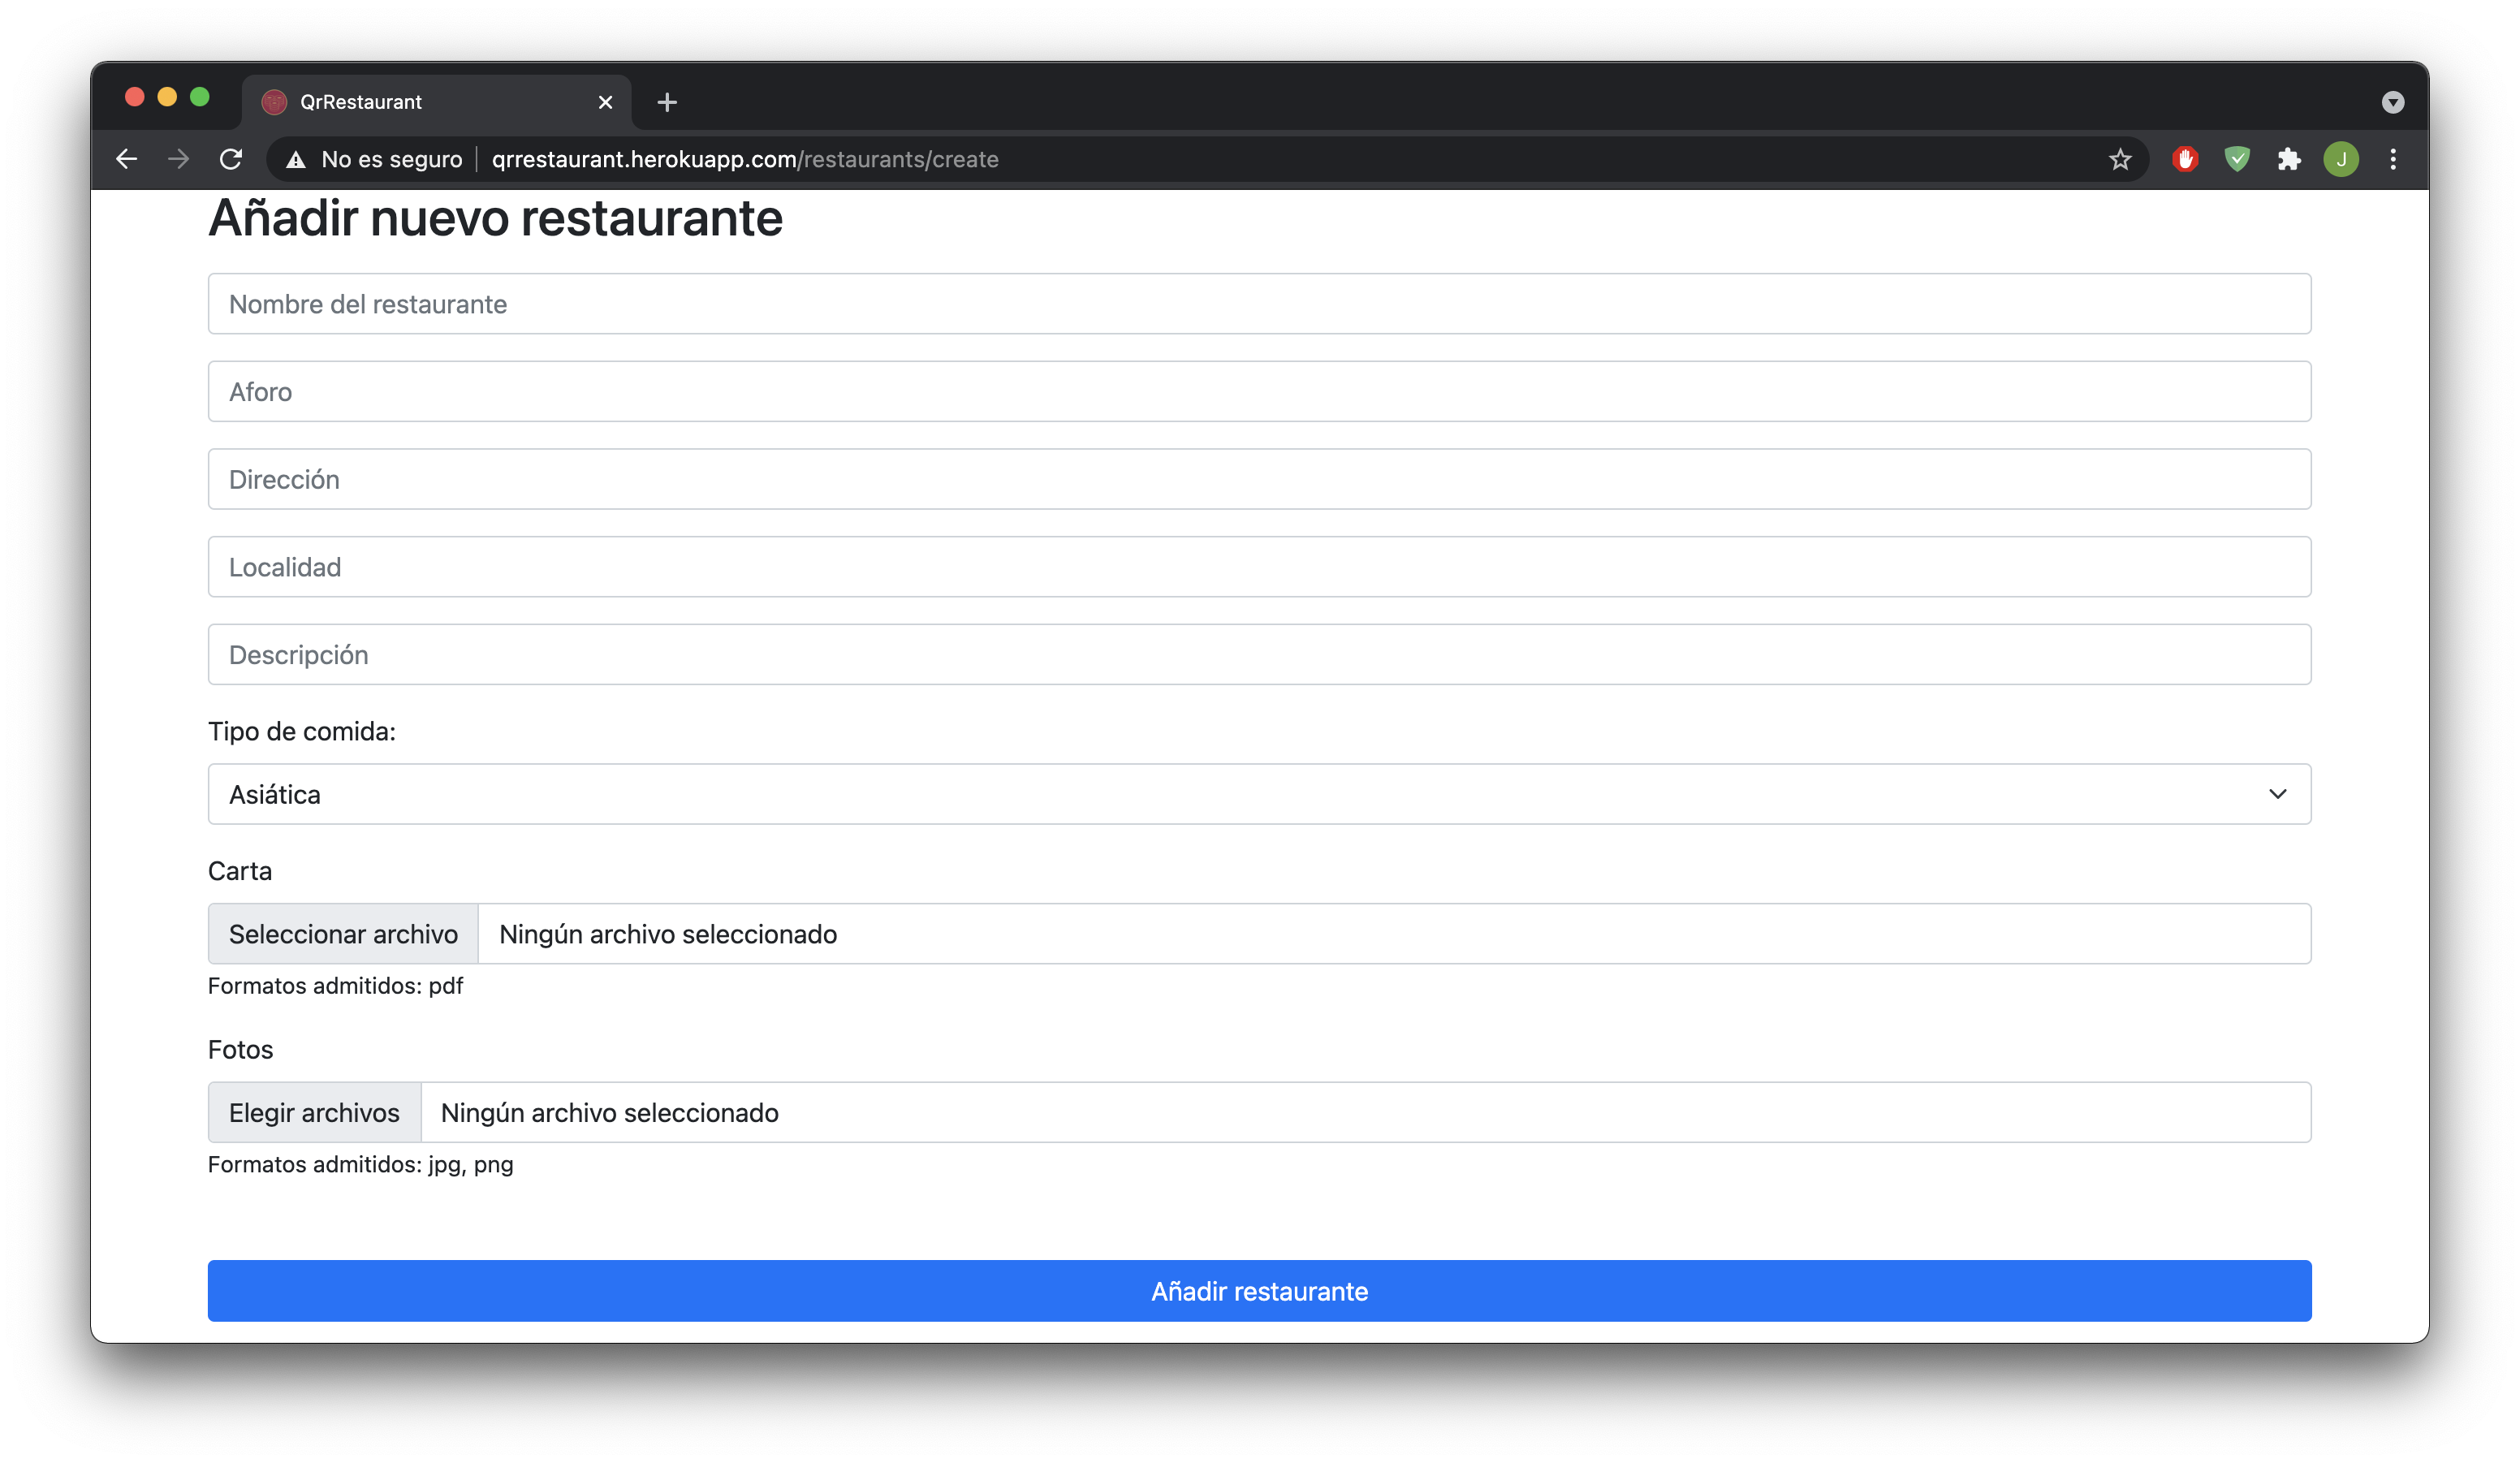 QrRestaurant
No es seguro qrrestaurant.herokuapp.com/restaurants/create
J
Añadir nuevo restaurante
Nombre del restaurante
Aforo
Dirección
Localidad
Descripción
Tipo de comida:
Asiática
Carta
Seleccionar archivo Ningún archivo seleccionado
Formatos admitidos: pdf
Fotos
Elegir archivos Ningún archivo seleccionado
Formatos admitidos: jpg, png
Añadir restaurante